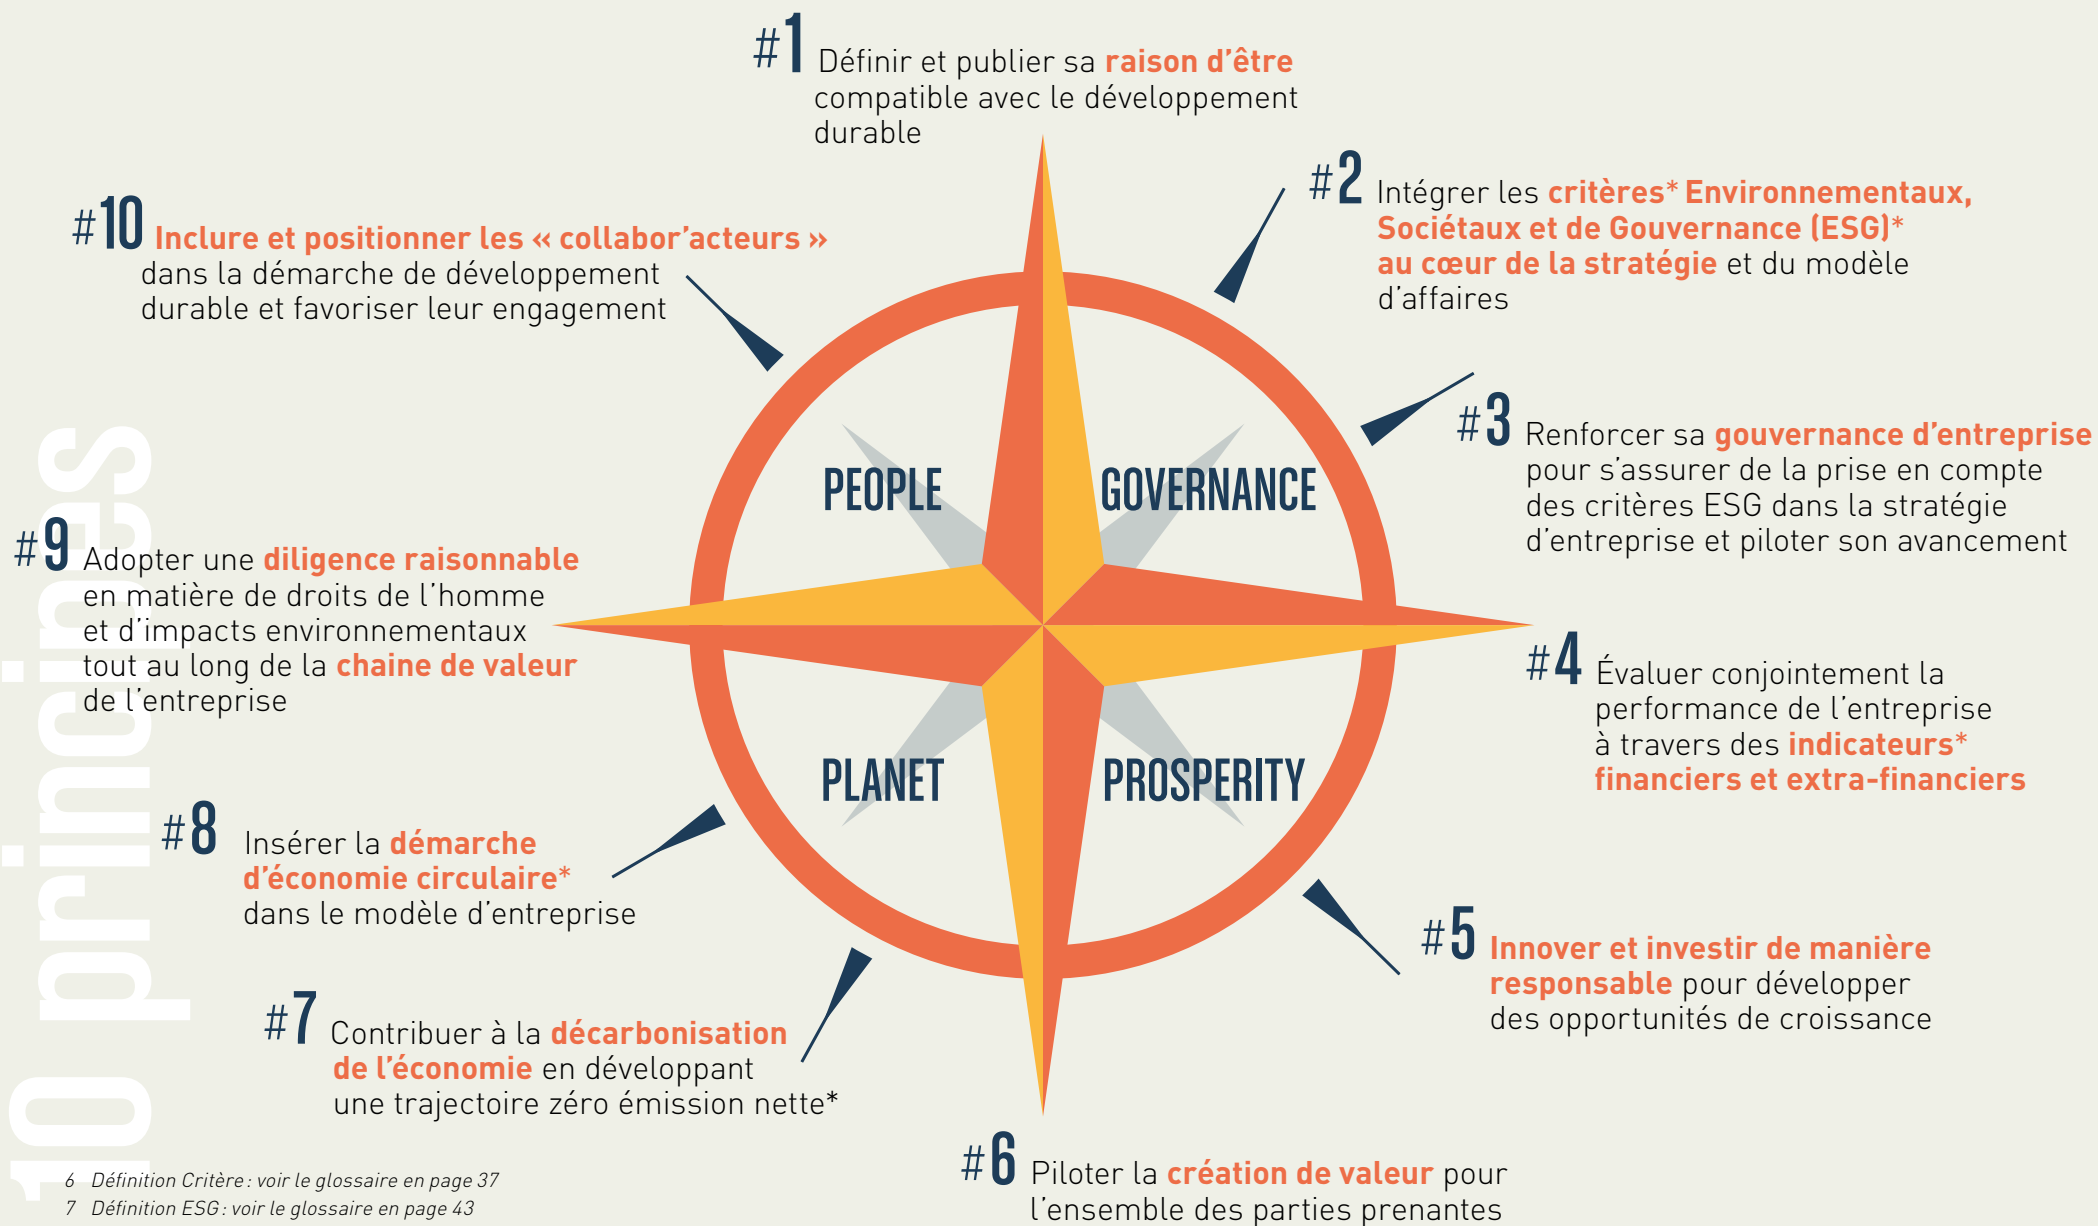 10 principes
#1 Définir et publier sa raison d'être
compatible avec le développement
durable
#2 Intégrer les critères* Environnementaux,
Sociétaux et de Gouvernance (ESG)*
au cœur de la stratégie et du modèle
d'affaires
#3 Renforcer sa gouvernance d'entreprise
pour s'assurer de la prise en compte
des critères ESG dans la stratégie
d'entreprise et piloter son avancement
#4 Évaluer conjointement la
performance de l'entreprise
à travers des indicateurs*
financiers et extra-financiers
#5 Innover et investir de manière
responsable pour développer
des opportunités de croissance
#6 Piloter la création de valeur pour
l'ensemble des parties prenantes
#7 Contribuer à la décarbonisation
de l'économie en développant
une trajectoire zéro émission nette*
#8 Insérer la démarche
d'économie circulaire*
dans le modèle d'entreprise
#9 Adopter une diligence raisonnable
en matière de droits de l'homme
et d'impacts environnementaux
tout au long de la chaine de valeur
de l'entreprise
#10 Inclure et positionner les « collabor'acteurs »
dans la démarche de développement
durable et favoriser leur engagement
PEOPLE
GOVERNANCE
PLANET
PROSPERITY
6 Définition Critère : voir le glossaire en page 37
7 Définition ESG : voir le glossaire en page 43